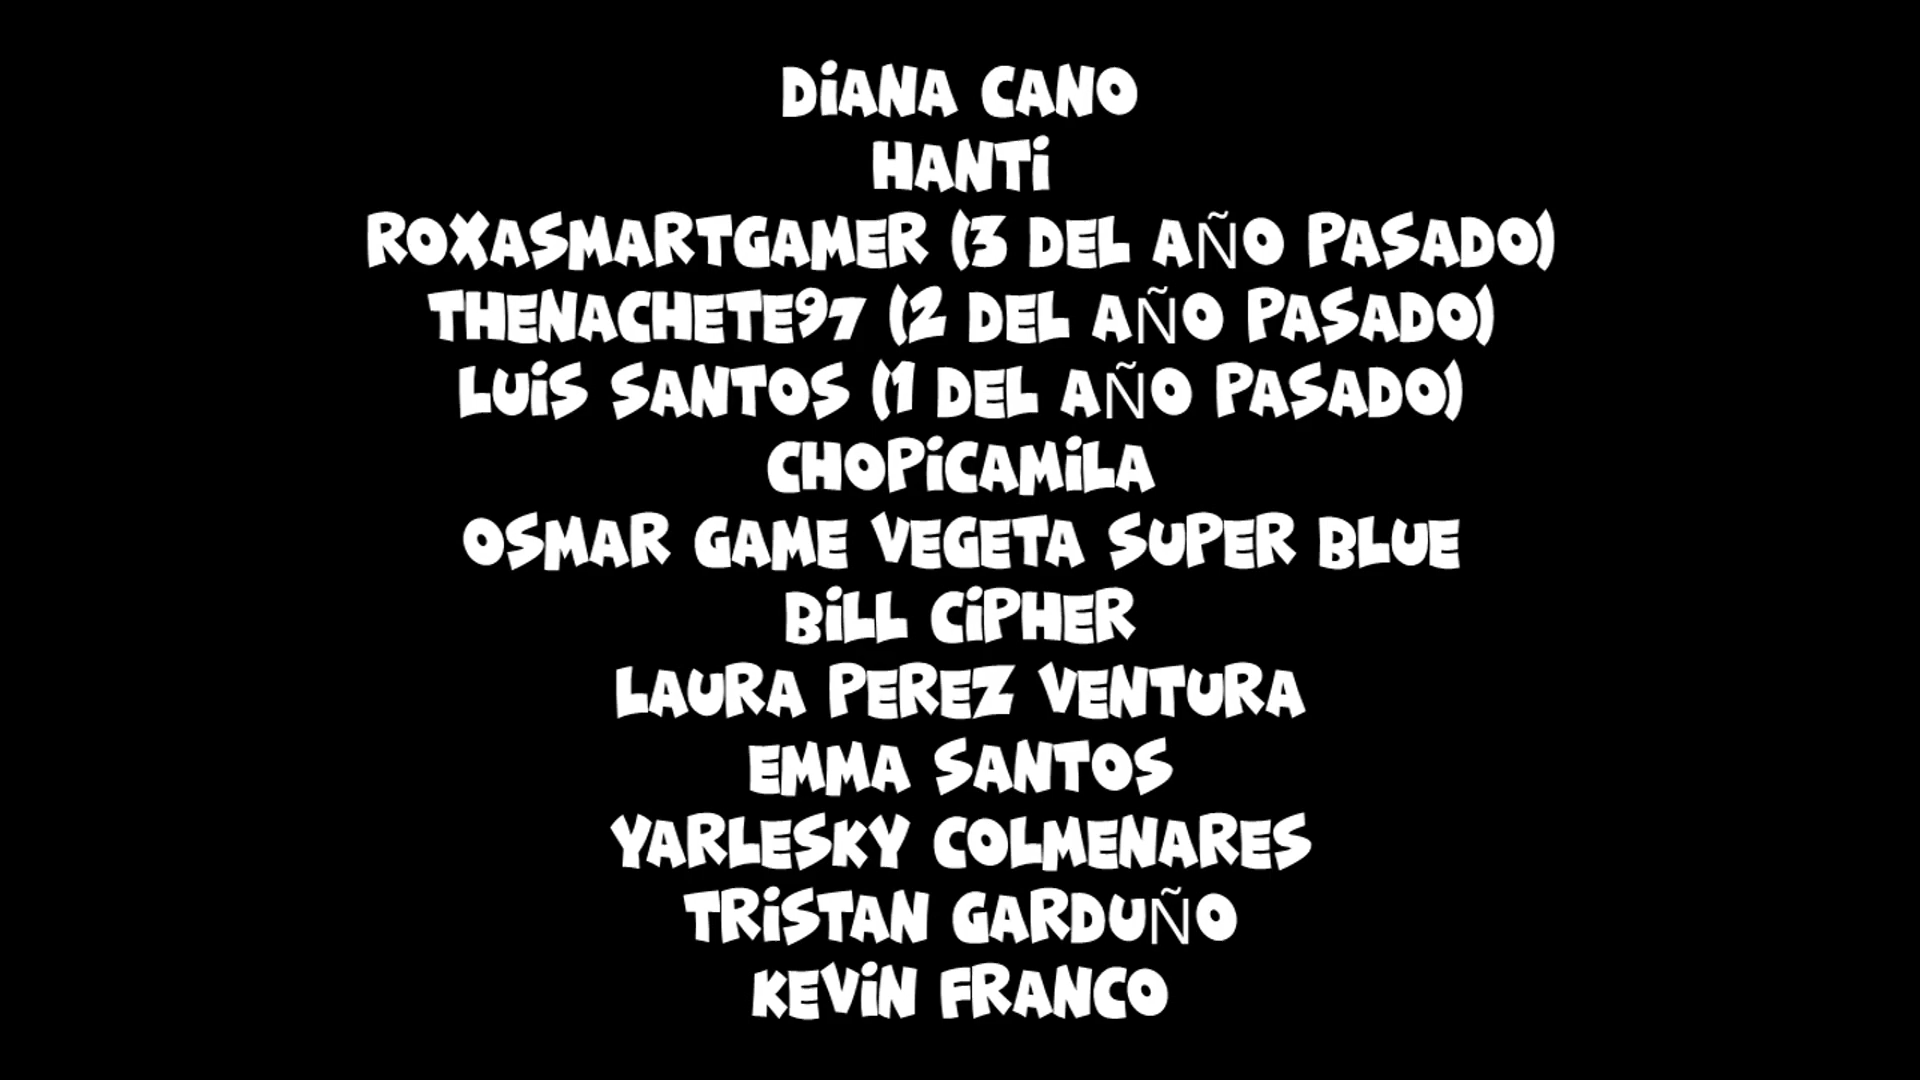 DiANA CANO
HANTi
ROXASMARTGAMER (3 DEL AÑO PASADO)
THENACHETE97 (2 DEL AÑO PASADO)
LUiS SANTOS (1 DEL AÑO PASADO)
CHOPiCAMiLA
OSMAR GAME VEGETA SUPER BLUE
BiLL CiPHER
LAURA PEREZ VENTURA
EMMA SANTOS
YARLESKY COLMENARES
TRiSTAN GARDUÑO
KEViN FRANCO